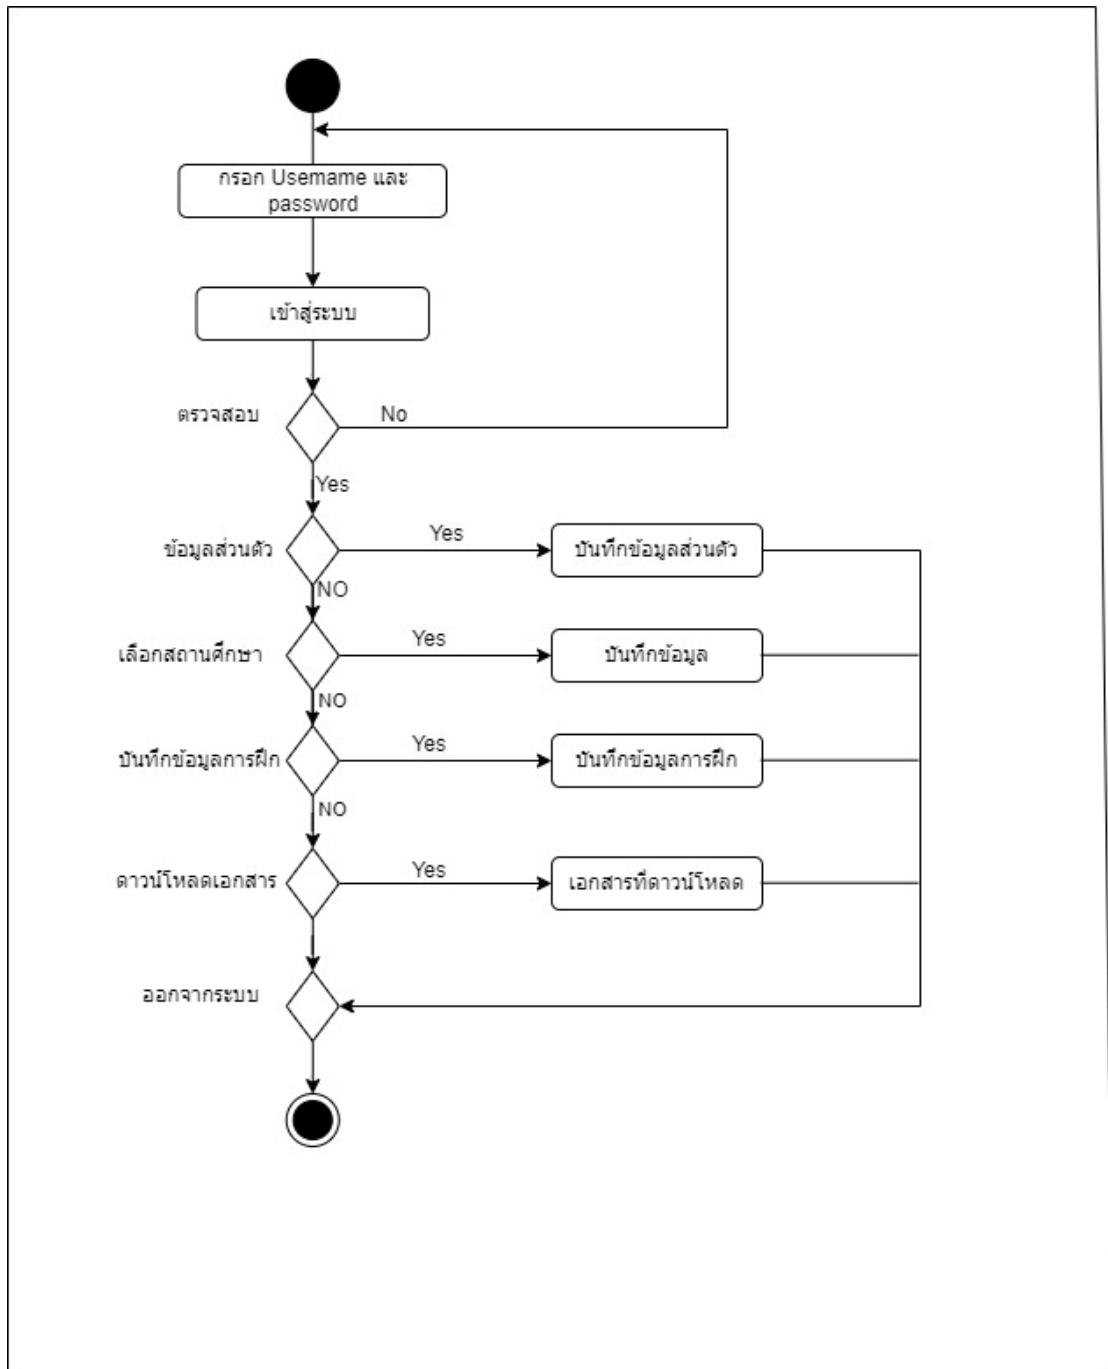 กรอก Username และ
password
เข้าสู่ระบบ
ตรวจสอบ
No
Yes
ข้อมูลส่วนตัว
Yes
บันทึกข้อมูลส่วนตัว
NO
เลือกสถานศึกษา
Yes
บันทึกข้อมูล
NO
บันทึกข้อมูลการฝึก
Yes
บันทึกข้อมูลการฝึก
NO
ดาวน์โหลดเอกสาร
Yes
เอกสารที่ดาวน์โหลด
ออกจากระบบ